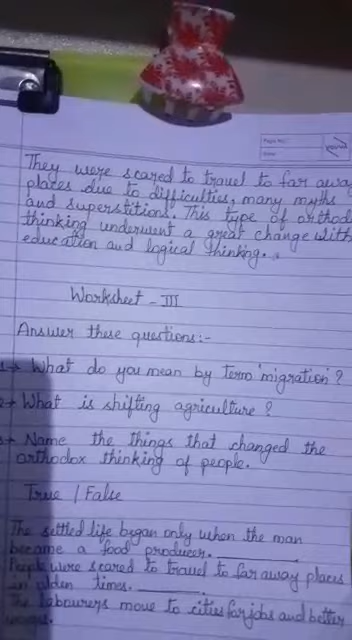 They were scared to travel to far away
places due to difficulties, many myths
and superstitions. This type of orthodo
thinking underwent a great change with
education and logical thinking.
Worksheet - III
Answer these questions:-
What do you mean by term 'migration'?
2→ What is shifting agriculture?
Name the things that changed the
orthodox thinking of people.
True / False
The settled life began only when the man
became a food producer. ________
People were scared to travel to far away places
in olden times. ________
The labourers move to cities for jobs and better